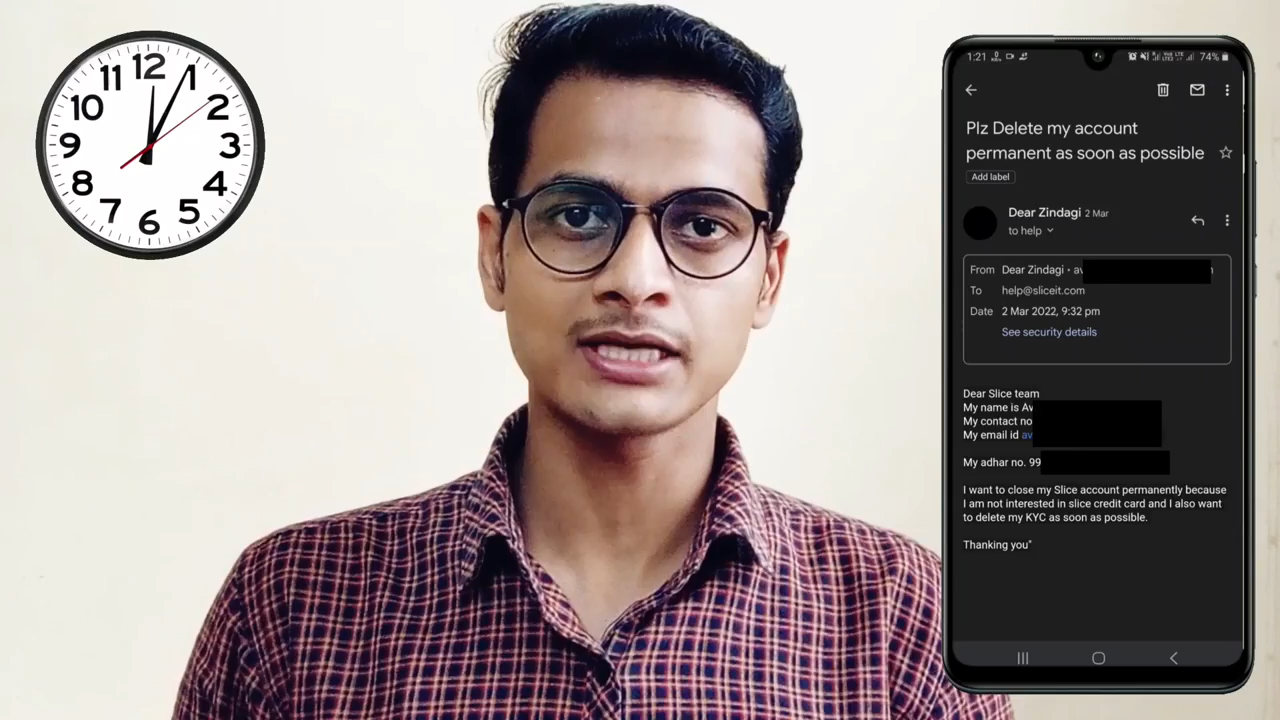 12
1
2
3
4
5
6
7
8
9
10
11
1:21
74%
Plz Delete my account
permanent as soon as possible
Add label
Dear Zindagi 2 Mar
to help
From Dear Zindagi • av
To help@sliceit.com
Date 2 Mar 2022, 9:32 pm
See security details
Dear Slice team
My name is Av
My contact no
My email id av
My adhar no. 99
I want to close my Slice account permanently because
I am not interested in slice credit card and I also want
to delete my KYC as soon as possible.
Thanking you"